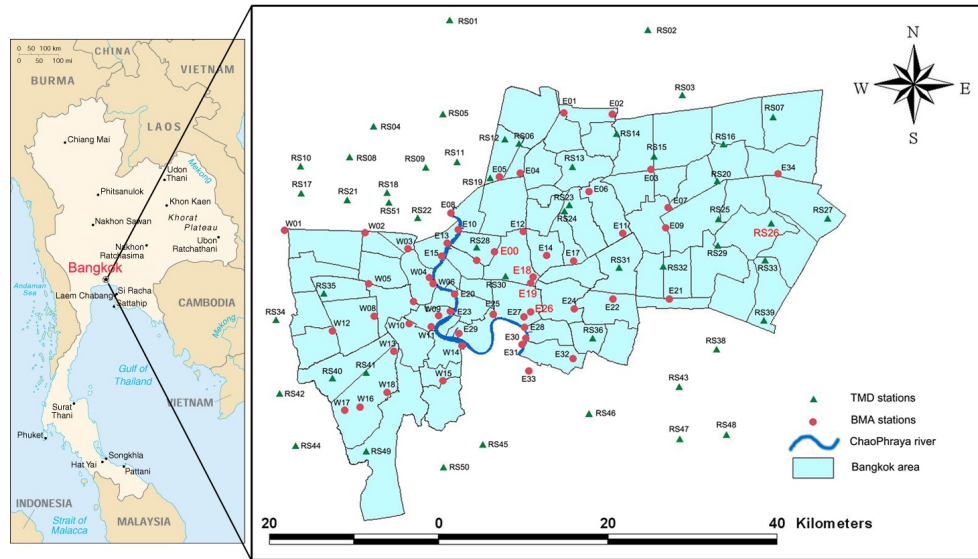 0 50 100 km
0 50 100 mi
CHINA
VIETNAM
BURMA
LAOS
Chiang Mai
Mekong
Udon
Thani
Phitsanulok
Khon Kaen
Khorat
Plateau
Nakhon Sawan
Ubon
Ratchathani
Nakhon
Ratchasima
Bangkok
Andaman
Sea
Laem Chabang
Si Racha
Sattahip
CAMBODIA
Mekong
Gulf of
Thailand
VIETNAM
Surat
Thani
Phuket
Songkhla
Hat Yai
Pattani
INDONESIA
Strait of
Malacca
MALAYSIA
RS01
RS02
N
W E
S
RS03
RS05
E01
E02
RS07
RS04
RS12
RS06
RS14
RS16
RS10
RS08
RS09
RS11
RS13
RS15
E05
E04
E03
E34
RS17
RS21
RS18
RS19
E06
RS20
RS51
RS22
E08
RS23
RS24
E07
RS25
RS27
W01
W02
E10
E12
E11
E09
RS26
W03
E13
RS28
E00
E14
E17
RS29
E15
RS31
RS32
RS33
W04
E18
RS30
E19
W05
W06
RS35
E20
E22
E21
RS34
W08
W09
E23
E25
E27
E26
E24
RS39
W12
W10
W11
E29
E28
RS36
W13
W14
E30
E31
E32
RS38
RS40
RS41
W15
E33
RS43
RS42
W18
W17
W16
RS46
TMD stations
BMA stations
RS44
RS49
RS45
RS47
RS48
ChaoPhraya river
RS50
Bangkok area
20 0 20 40 Kilometers